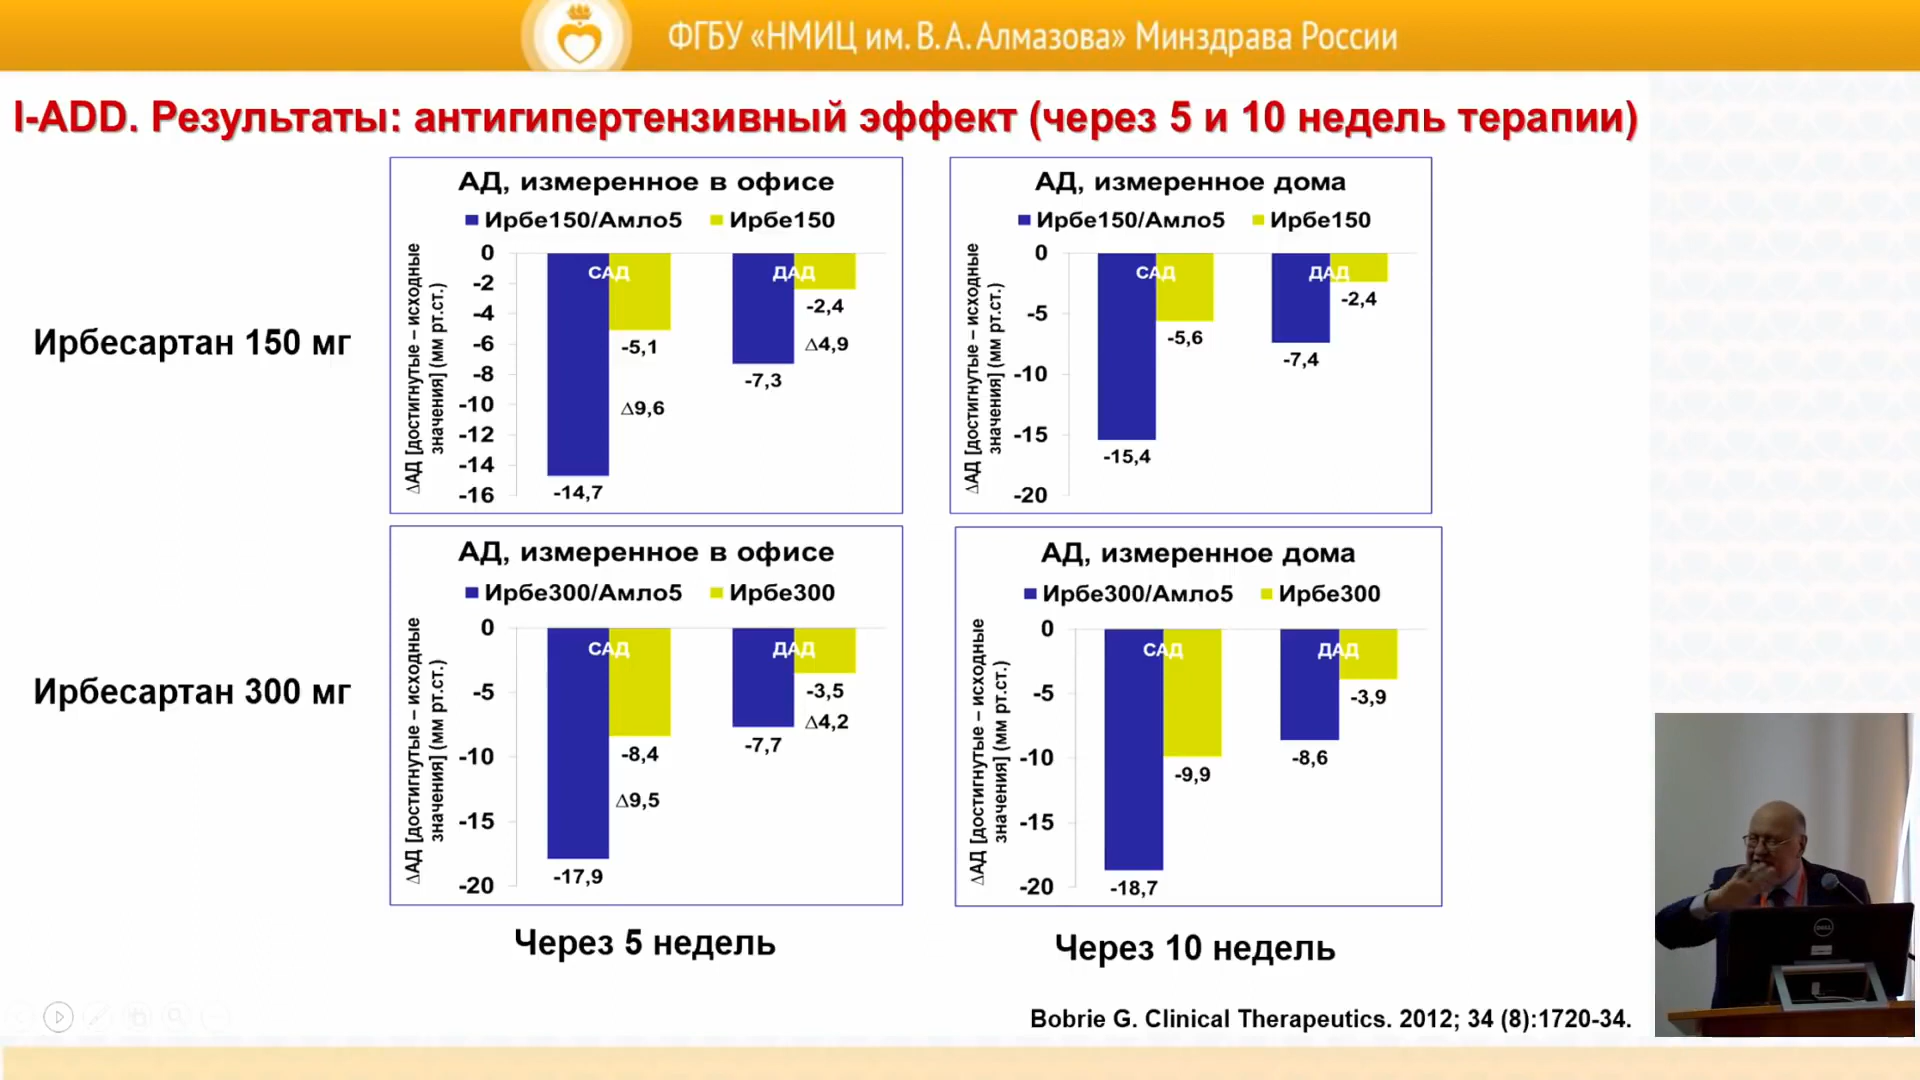 ФГБУ «НМИЦ им. В. А. Алмазова» Минздрава России
I-ADD. Результаты: антигипертензивный эффект (через 5 и 10 недель терапии)
Ирбесартан 150 мг
АД, измеренное в офисе
Ирбе150/Амло5 Ирбе150
ΔАД [достигнутые – исходные
значения] (мм рт.ст.)
0
-2
-4
-6
-8
-10
-12
-14
-16
САД
ДАД
-5,1
Δ9,6
-14,7
-2,4
Δ4,9
-7,3
АД, измеренное дома
Ирбе150/Амло5 Ирбе150
ΔАД [достигнутые – исходные
значения] (мм рт.ст.)
0
-5
-10
-15
-20
САД
ДАД
-5,6
-15,4
-2,4
-7,4
Ирбесартан 300 мг
АД, измеренное в офисе
Ирбе300/Амло5 Ирбе300
ΔАД [достигнутые – исходные
значения] (мм рт.ст.)
0
-5
-10
-15
-20
САД
ДАД
-8,4
Δ9,5
-17,9
-3,5
Δ4,2
-7,7
АД, измеренное дома
Ирбе300/Амло5 Ирбе300
ΔАД [достигнутые – исходные
значения] (мм рт.ст.)
0
-5
-10
-15
-20
САД
ДАД
-9,9
-18,7
-3,9
-8,6
Через 5 недель
Через 10 недель
Bobrie G. Clinical Therapeutics. 2012; 34 (8):1720-34.
DELL